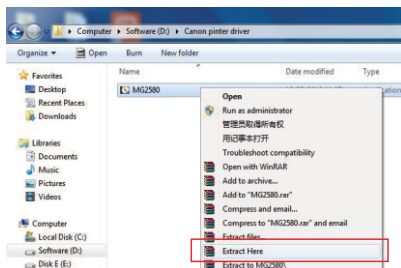 Computer ▸ Software (D:) ▸ Canon pinter driver
Organize Open Burn New folder
Favorites
Desktop
Recent Places
Downloads
Libraries
Documents
Music
Pictures
Videos
Computer
Local Disk (C:)
Software (D:)
Disk E (E:)
Name Date modified Type
MG2580
Open
Run as administrator
管理员取得所有权
用记事本打开
Troubleshoot compatibility
Open with WinRAR
Add to archive...
Add to "MG2580.rar"
Compress and email...
Compress to "MG2580.rar" and email
Extract files...
Extract Here
Extract to MG2580\